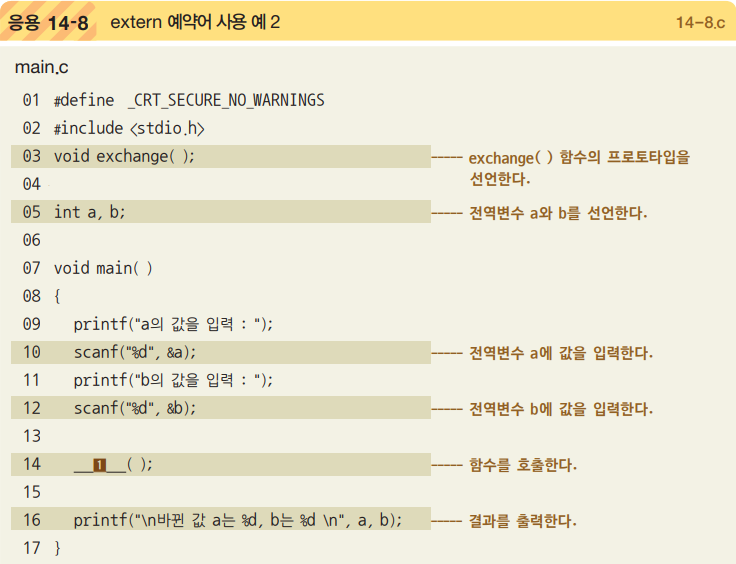 응용 14-8 extern 예약어 사용 예 2 14-8.c
main.c
01 #define _CRT_SECURE_NO_WARNINGS
02 #include <stdio.h>
03 void exchange( ); ----- exchange( ) 함수의 프로토타입을
선언한다.
04
05 int a, b; ----- 전역변수 a와 b를 선언한다.
06
07 void main( )
08 {
09 printf("a의 값을 입력 : ");
10 scanf("%d", &a); ----- 전역변수 a에 값을 입력한다.
11 printf("b의 값을 입력 : ");
12 scanf("%d", &b); ----- 전역변수 b에 값을 입력한다.
13
14 __1__( ); ----- 함수를 호출한다.
15
16 printf("\n바뀐 값 a는 %d, b는 %d \n", a, b); ----- 결과를 출력한다.
17 }